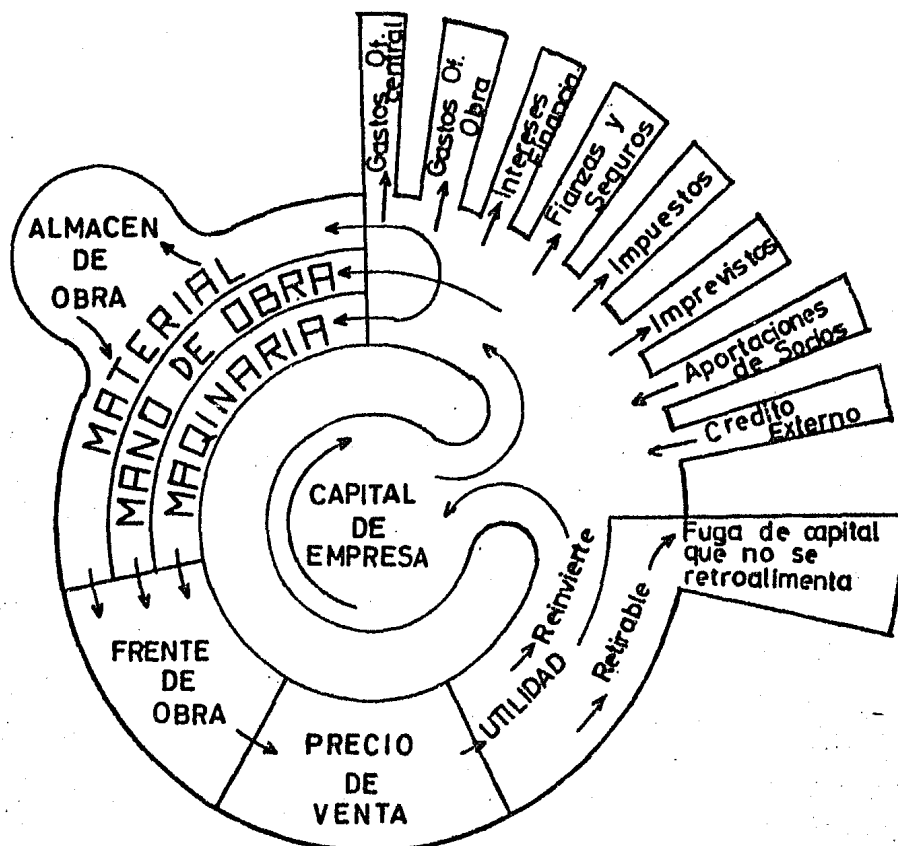 Gastos Of.
central
Gastos Of.
Obra
Intereses
Financia.
Fianzas y
Seguros
Impuestos
Imprevistos
Aportaciones
de Socios
Credito
Externo
Fuga de capital
que no se
retroalimenta
ALMACEN
DE
OBRA
MATERIAL
MANO DE OBRA
MAQINARIA
CAPITAL
DE
EMPRESA
FRENTE
DE
OBRA
PRECIO
DE
VENTA
UTILIDAD
Reinvierte
Retirable